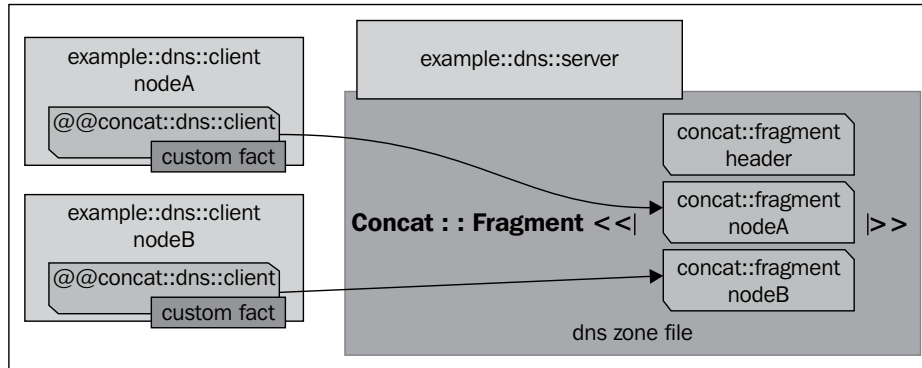 example::dns::client
nodeA
@@concat::dns::client
custom fact
example::dns::client
nodeB
@@concat::dns::client
custom fact
example::dns::server
concat::fragment
header
Concat : : Fragment <<|
concat::fragment
nodeA
|>>
concat::fragment
nodeB
dns zone file